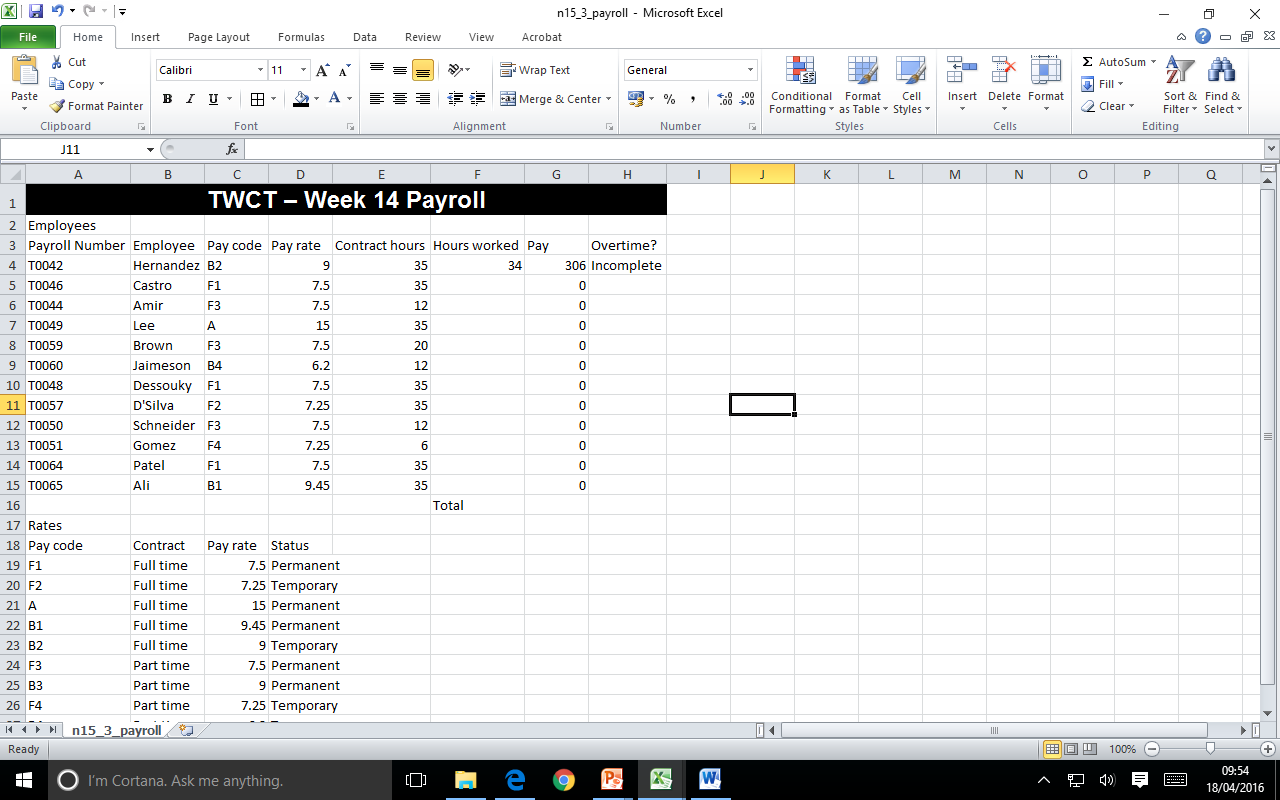 n15_3_payroll - Microsoft Excel
File Home Insert Page Layout Formulas Data Review View Acrobat
Paste Cut Copy Format Painter
Calibri 11
B I U A
Wrap Text
Merge & Center
General
Conditional Formatting Format as Table Cell Styles
Insert Delete Format
AutoSum Fill Clear
Sort & Filter Find & Select
Clipboard Font Alignment Number Styles Cells Editing
J11 fx
A B C D E F G H I J K L M N O P Q
1 TWCT – Week 14 Payroll
2 Employees
3 Payroll Number Employee Pay code Pay rate Contract hours Hours worked Pay Overtime?
4 T0042 Hernandez B2 9 35 34 306 Incomplete
5 T0046 Castro F1 7.5 35 0
6 T0044 Amir F3 7.5 12 0
7 T0049 Lee A 15 35 0
8 T0059 Brown F3 7.5 20 0
9 T0060 Jaimeson B4 6.2 12 0
10 T0048 Dessouky F1 7.5 35 0
11 T0057 D'Silva F2 7.25 35 0
12 T0050 Schneider F3 7.5 12 0
13 T0051 Gomez F4 7.25 6 0
14 T0064 Patel F1 7.5 35 0
15 T0065 Ali B1 9.45 35 0
16 Total
17 Rates
18 Pay code Contract Pay rate Status
19 F1 Full time 7.5 Permanent
20 F2 Full time 7.25 Temporary
21 A Full time 15 Permanent
22 B1 Full time 9.45 Permanent
23 B2 Full time 9 Temporary
24 F3 Part time 7.5 Permanent
25 B3 Part time 9 Permanent
26 F4 Part time 7.25 Temporary
n15_3_payroll
Ready 100%
I'm Cortana. Ask me anything.
09:54
18/04/2016